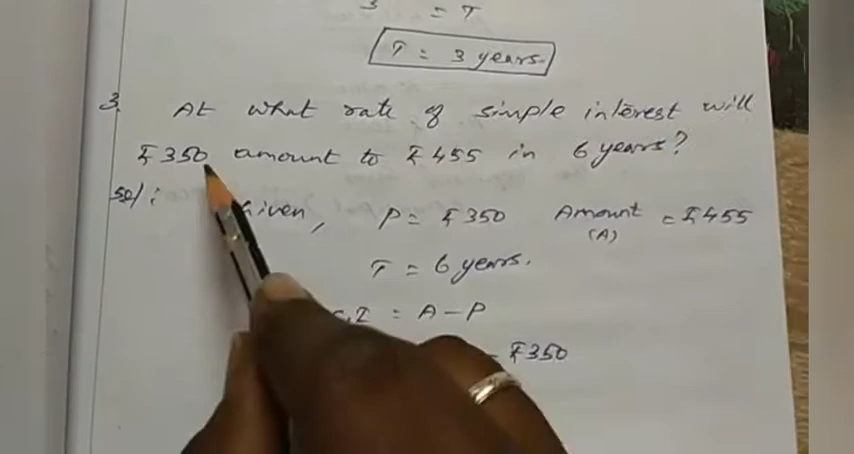 3 = T
T = 3 years.
3. At what rate of simple interest will
₹350 amount to ₹455 in 6 years?
Sol:
Given, P = ₹350 Amount = ₹455
(A)
T = 6 years.
S.I = A - P
- ₹350